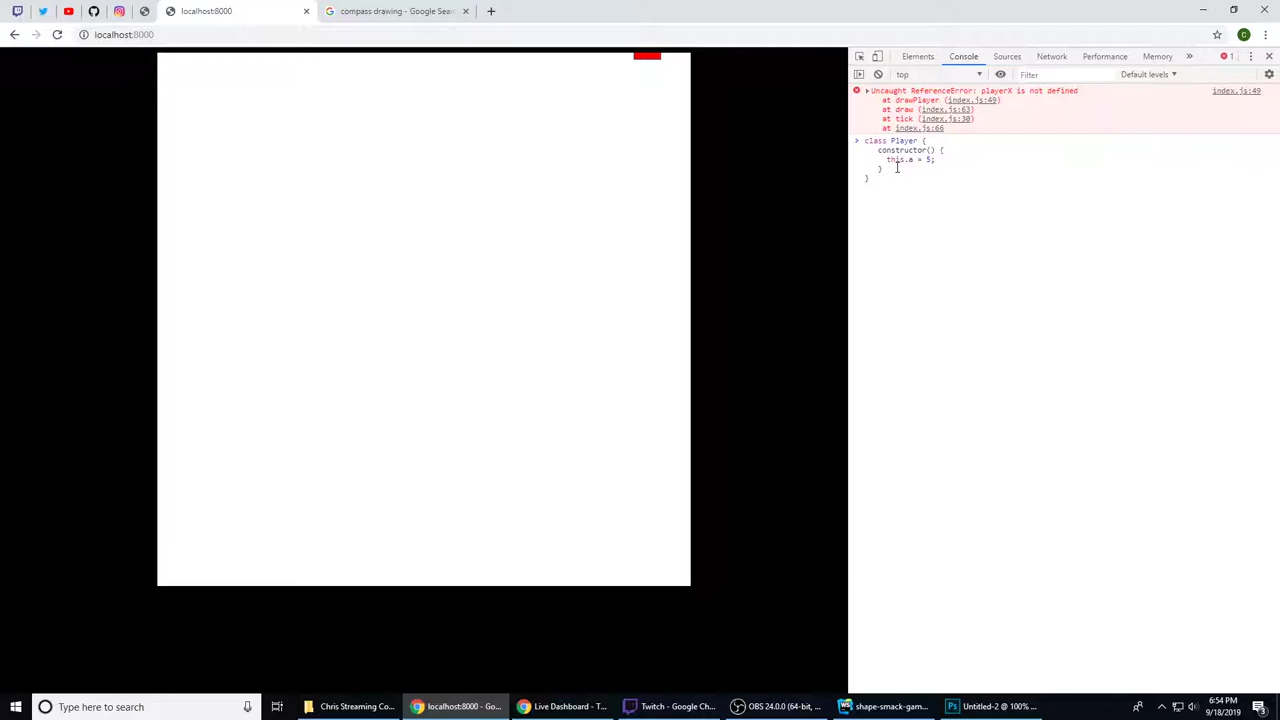 localhost:8000
compass drawing - Google Sear
localhost:8000
Elements Console Sources Network Performance Memory » 1
top Filter Default levels
Uncaught ReferenceError: playerX is not defined index.js:49
at drawPlayer (index.js:49)
at draw (index.js:63)
at tick (index.js:30)
at index.js:66
> class Player {
constructor() {
this.a = 5;
}
}
Type here to search
Chris Streaming Co...
localhost:8000 - Go...
Live Dashboard - T...
Twitch - Google Ch...
OBS 24.0.0 (64-bit, ...
shape-smack-gam...
Untitled-2 @ 100% ...
6:54 PM
9/18/2019